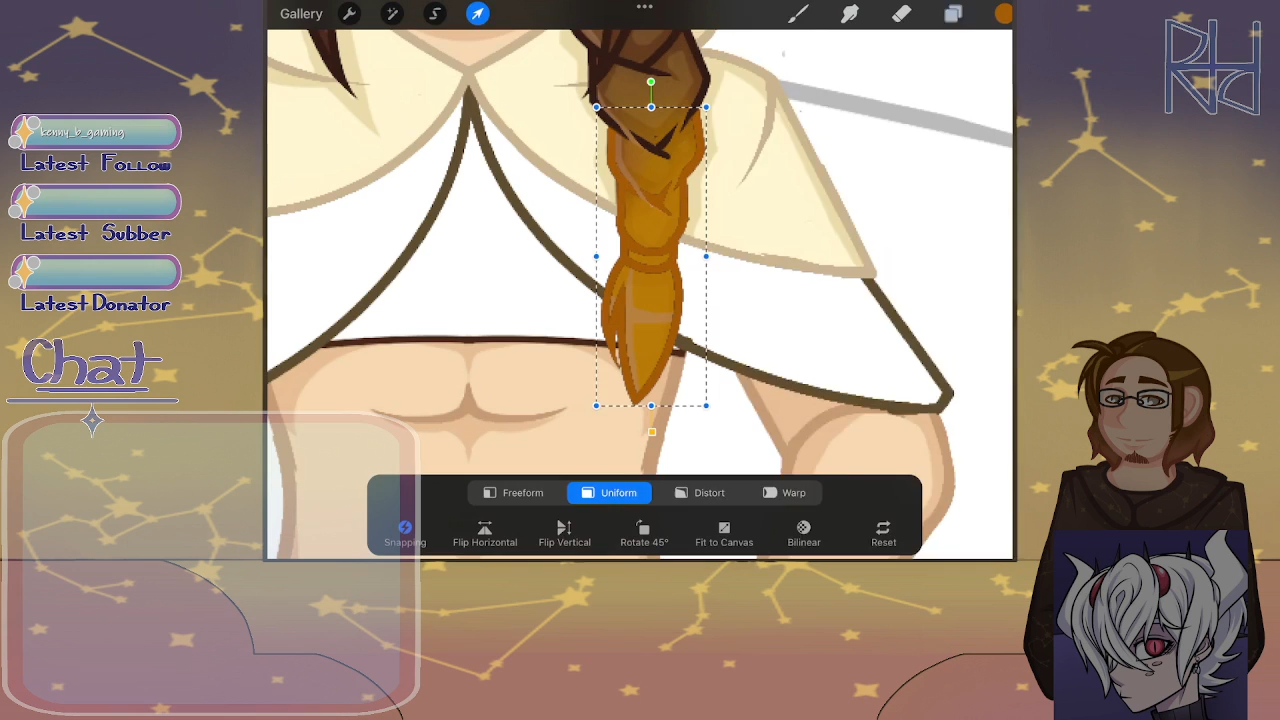 Gallery
kenny_b_gaming
Latest Follow
Latest Subber
Latest Donator
Chat
Freeform
Uniform
Distort
Warp
Snapping
Flip Horizontal
Flip Vertical
Rotate 45°
Fit to Canvas
Bilinear
Reset